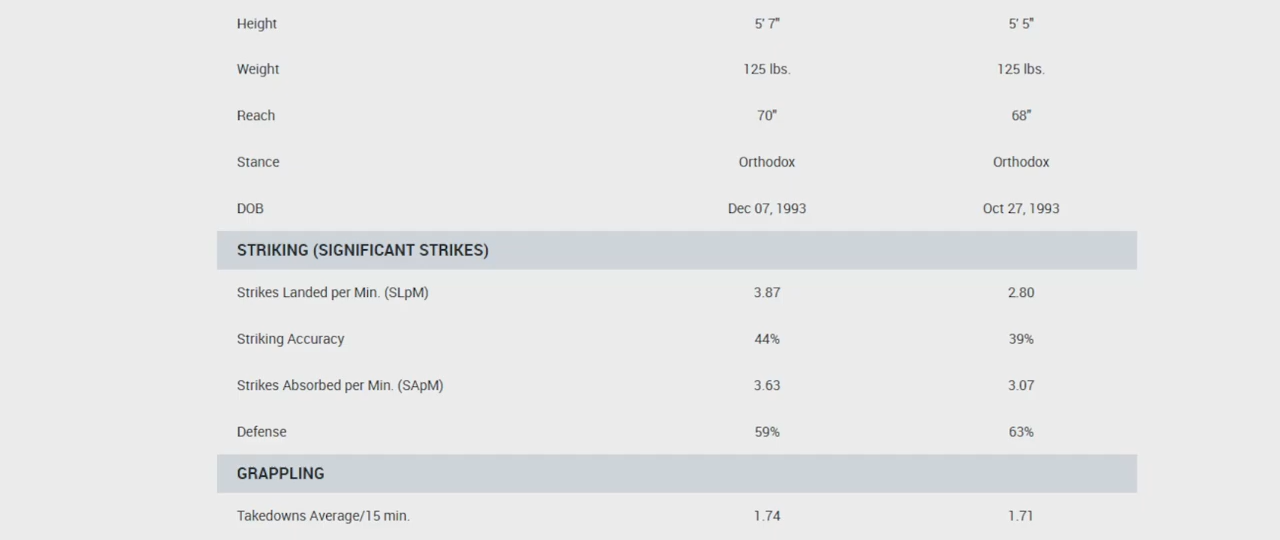 Height 5' 7" 5' 5"
Weight 125 lbs. 125 lbs.
Reach 70" 68"
Stance Orthodox Orthodox
DOB Dec 07, 1993 Oct 27, 1993
STRIKING (SIGNIFICANT STRIKES)
Strikes Landed per Min. (SLpM) 3.87 2.80
Striking Accuracy 44% 39%
Strikes Absorbed per Min. (SApM) 3.63 3.07
Defense 59% 63%
GRAPPLING
Takedowns Average/15 min. 1.74 1.71